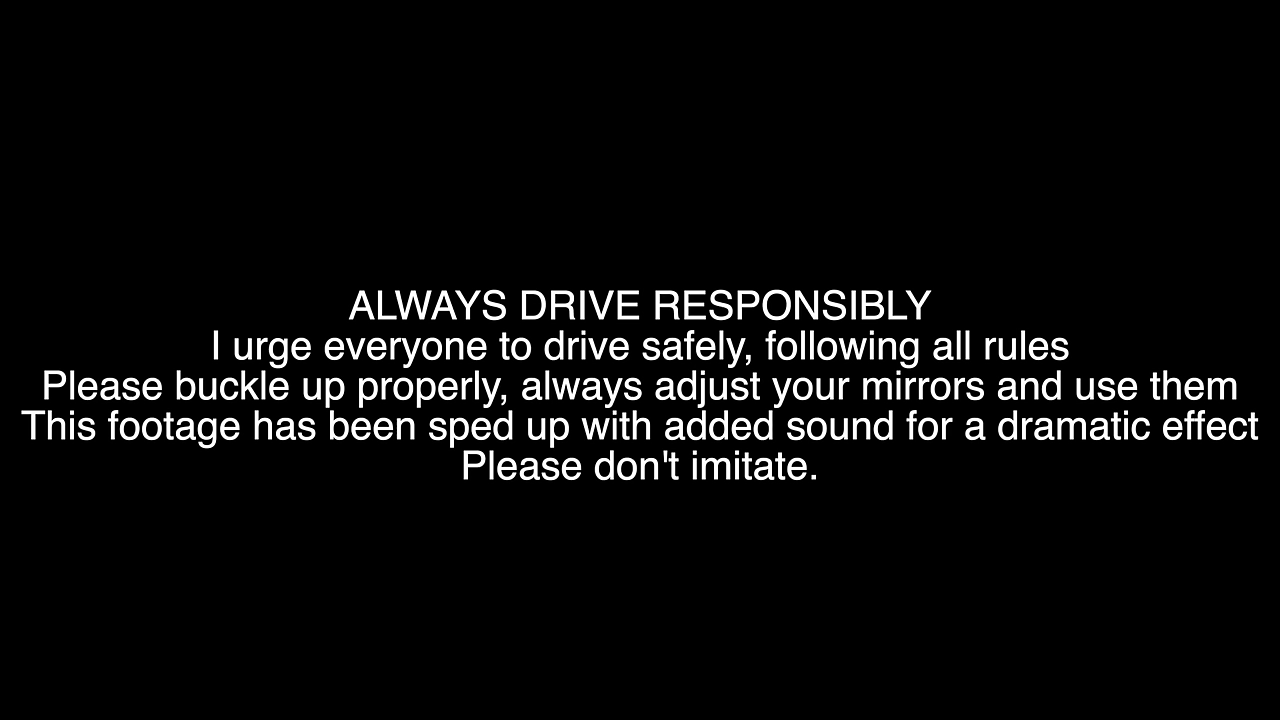 ALWAYS DRIVE RESPONSIBLY
I urge everyone to drive safely, following all rules
Please buckle up properly, always adjust your mirrors and use them
This footage has been sped up with added sound for a dramatic effect
Please don't imitate.